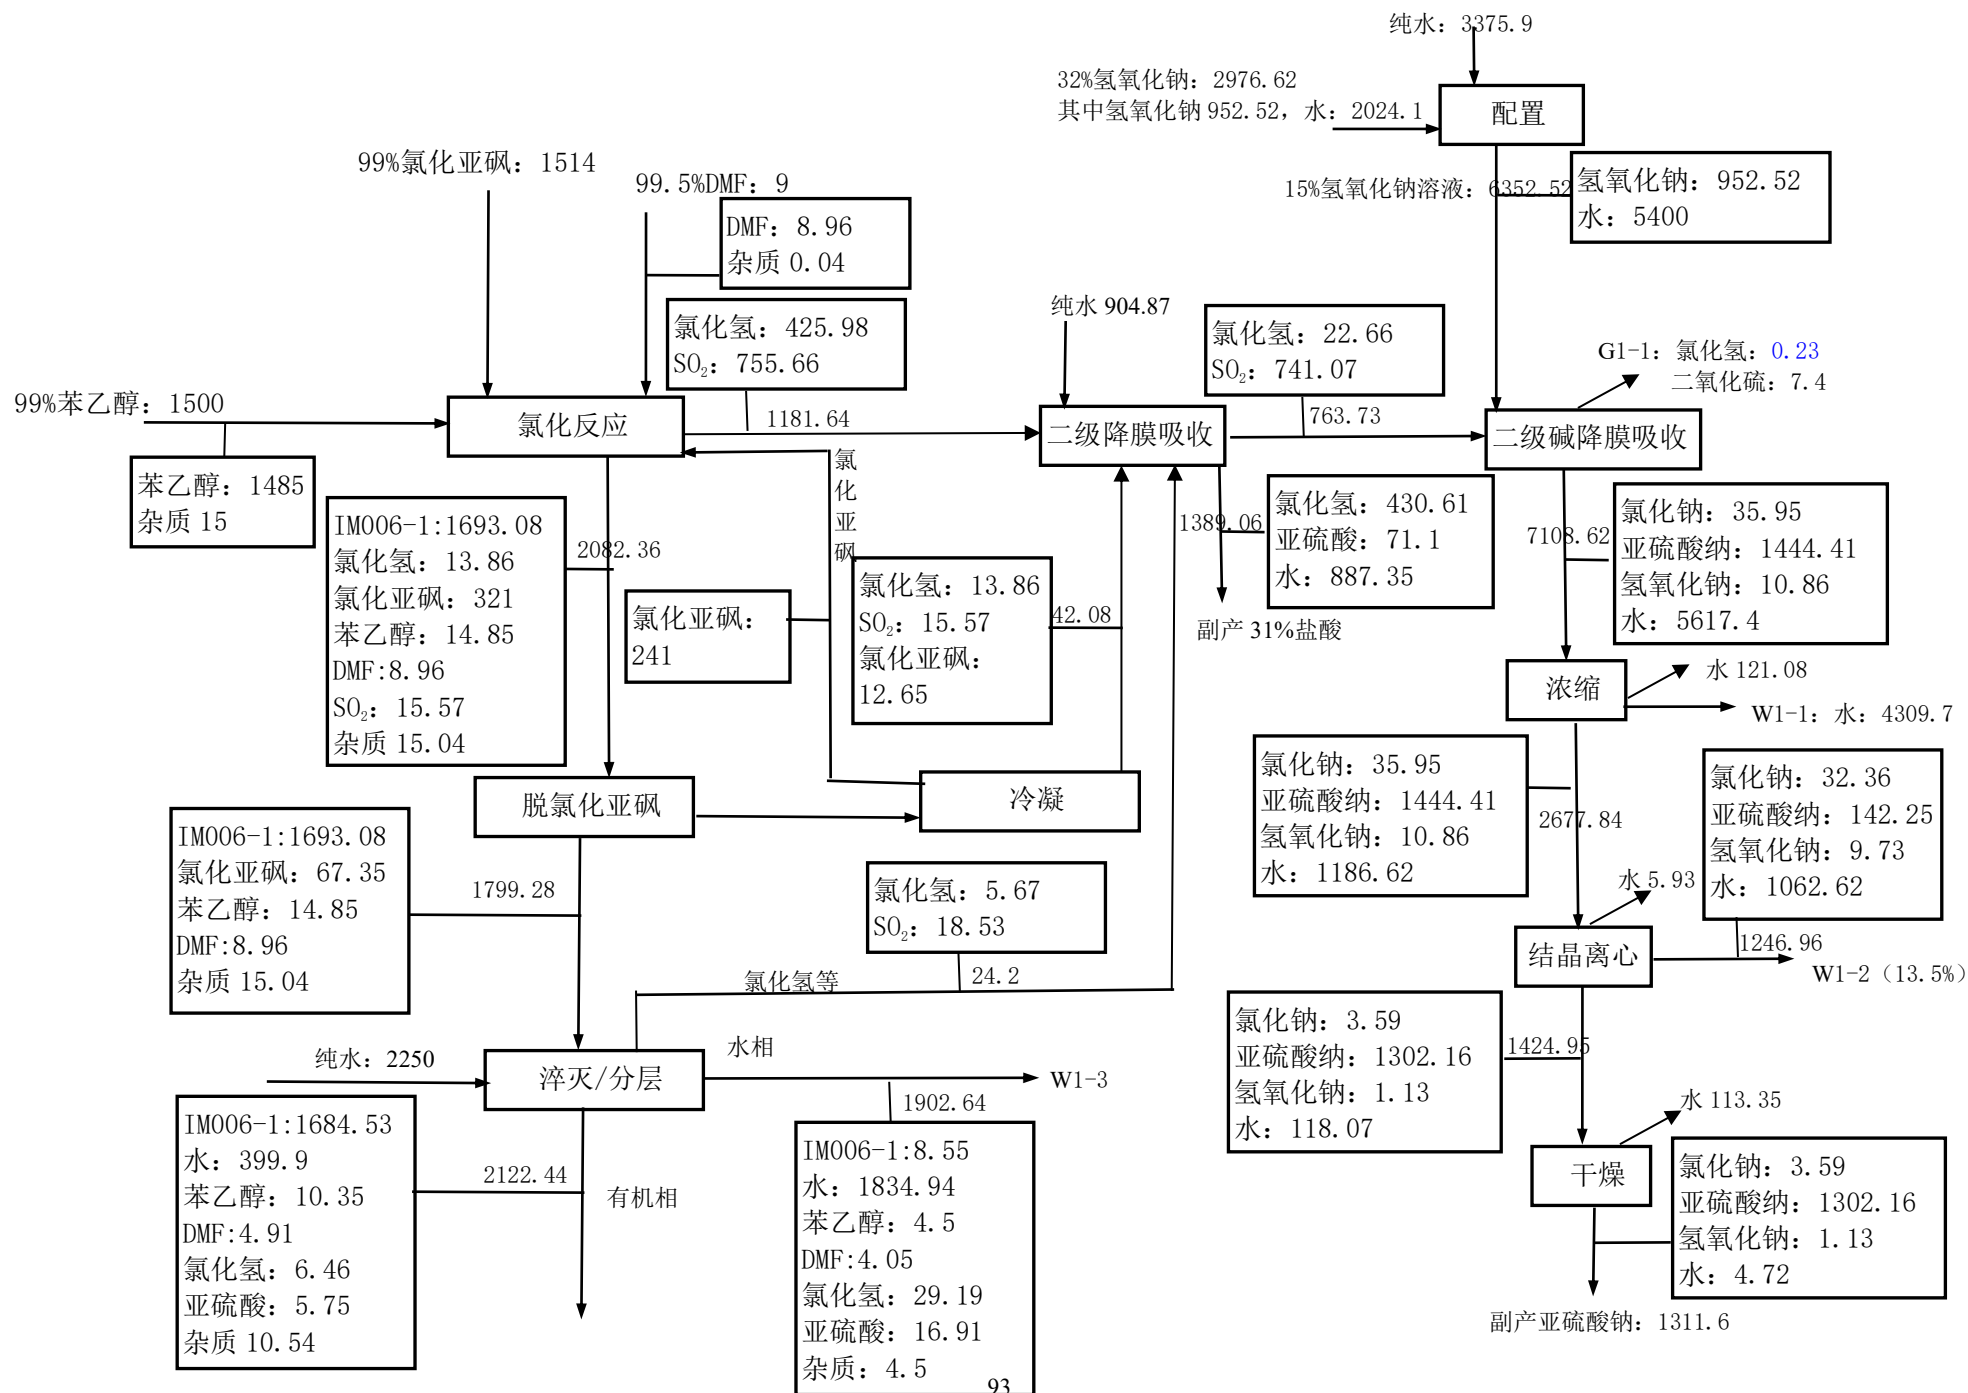 纯水：3375.9
32%氢氧化钠：2976.62
其中氢氧化钠 952.52，水：2024.1
配置
99%氯化亚砜：1514
99.5%DMF：9
DMF：8.96
杂质 0.04
15%氢氧化钠溶液：6352.52
氢氧化钠：952.52
水：5400
氯化氢：425.98
SO₂：755.66
纯水 904.87
氯化氢：22.66
SO₂：741.07
G1-1：氯化氢：0.23
二氧化硫：7.4
99%苯乙醇：1500
氯化反应
1181.64
二级降膜吸收
763.73
二级碱降膜吸收
苯乙醇：1485
杂质 15
氯化亚砜
IM006-1:1693.08
氯化氢：13.86
氯化亚砜：321
苯乙醇：14.85
DMF:8.96
SO₂：15.57
杂质 15.04
2082.36
氯化亚砜：
241
氯化氢：13.86
SO₂：15.57
氯化亚砜：
12.65
42.08
1389.06
氯化氢：430.61
亚硫酸：71.1
水：887.35
副产 31%盐酸
7108.62
氯化钠：35.95
亚硫酸纳：1444.41
氢氧化钠：10.86
水：5617.4
浓缩
水 121.08
W1-1：水：4309.7
脱氯化亚砜
冷凝
氯化钠：35.95
亚硫酸纳：1444.41
氢氧化钠：10.86
水：1186.62
2677.84
氯化钠：32.36
亚硫酸纳：142.25
氢氧化钠：9.73
水：1062.62
IM006-1:1693.08
氯化亚砜：67.35
苯乙醇：14.85
DMF:8.96
杂质 15.04
1799.28
氯化氢：5.67
SO₂：18.53
水 5.93
结晶离心
1246.96
W1-2（13.5%）
氯化氢等
24.2
氯化钠：3.59
亚硫酸纳：1302.16
氢氧化钠：1.13
水：118.07
1424.95
纯水：2250
淬灭/分层
水相
W1-3
1902.64
水 113.35
干燥
IM006-1:1684.53
水：399.9
苯乙醇：10.35
DMF:4.91
氯化氢：6.46
亚硫酸：5.75
杂质 10.54
2122.44
有机相
IM006-1:8.55
水：1834.94
苯乙醇：4.5
DMF:4.05
氯化氢：29.19
亚硫酸：16.91
杂质：4.5
氯化钠：3.59
亚硫酸纳：1302.16
氢氧化钠：1.13
水：4.72
副产亚硫酸钠：1311.6
93